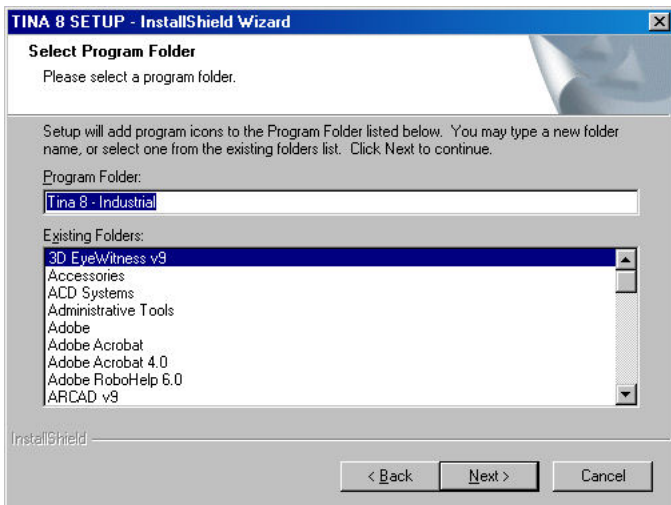 TINA 8 SETUP - InstallShield Wizard
Select Program Folder
Please select a program folder.
Setup will add program icons to the Program Folder listed below. You may type a new folder
name, or select one from the existing folders list. Click Next to continue.
Program Folder:
Tina 8 - Industrial
Existing Folders:
3D EyeWitness v9
Accessories
ACD Systems
Administrative Tools
Adobe
Adobe Acrobat
Adobe Acrobat 4.0
Adobe RoboHelp 6.0
ARCAD v9
InstallShield
< Back Next > Cancel